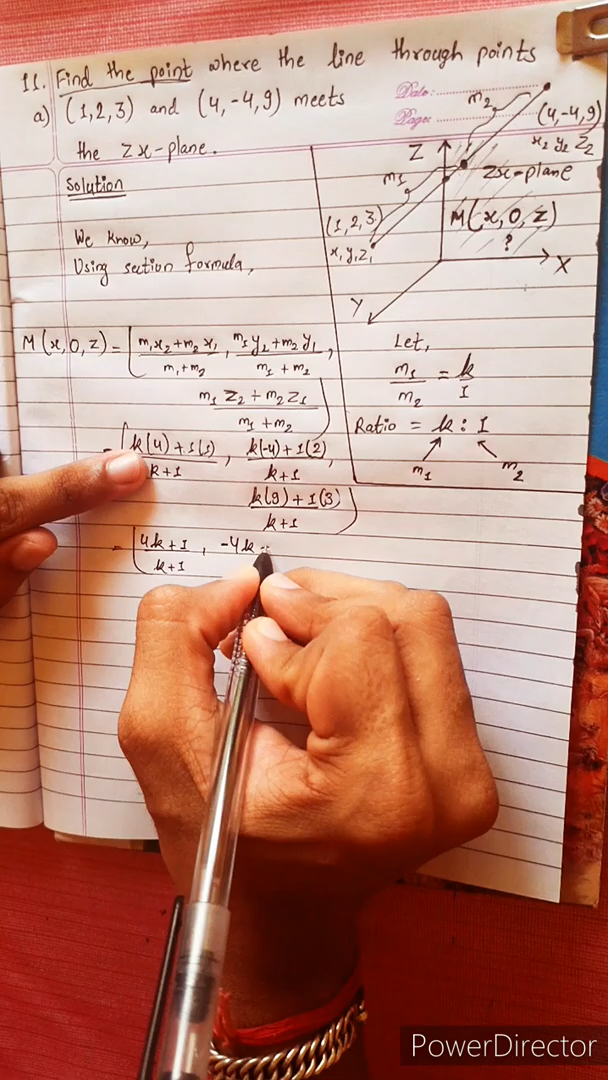 11. Find the point where the line through points
a) (1,2,3) and (4,-4,9) meets
the zx-plane.
Solution
We know,
Using section formula,
M(x,0,z) = (m₁x₂+m₂x₁/m₁+m₂, m₁y₂+m₂y₁/m₁+m₂,
m₁z₂+m₂z₁/m₁+m₂)
= (k(4)+1(1)/k+1, k(-4)+1(2)/k+1,
k(9)+1(3)/k+1)
= (4k+1/k+1, -4k
Date:
Page:
m₂
(4,-4,9)
x₂ y₂ z₂
Z
zx-plane
m₁
(1,2,3)
x₁y₁z₁
M(x,0,z)
?
X
Y
Let,
m₁/m₂ = k/1
Ratio = k:1
m₁ m₂
PowerDirector